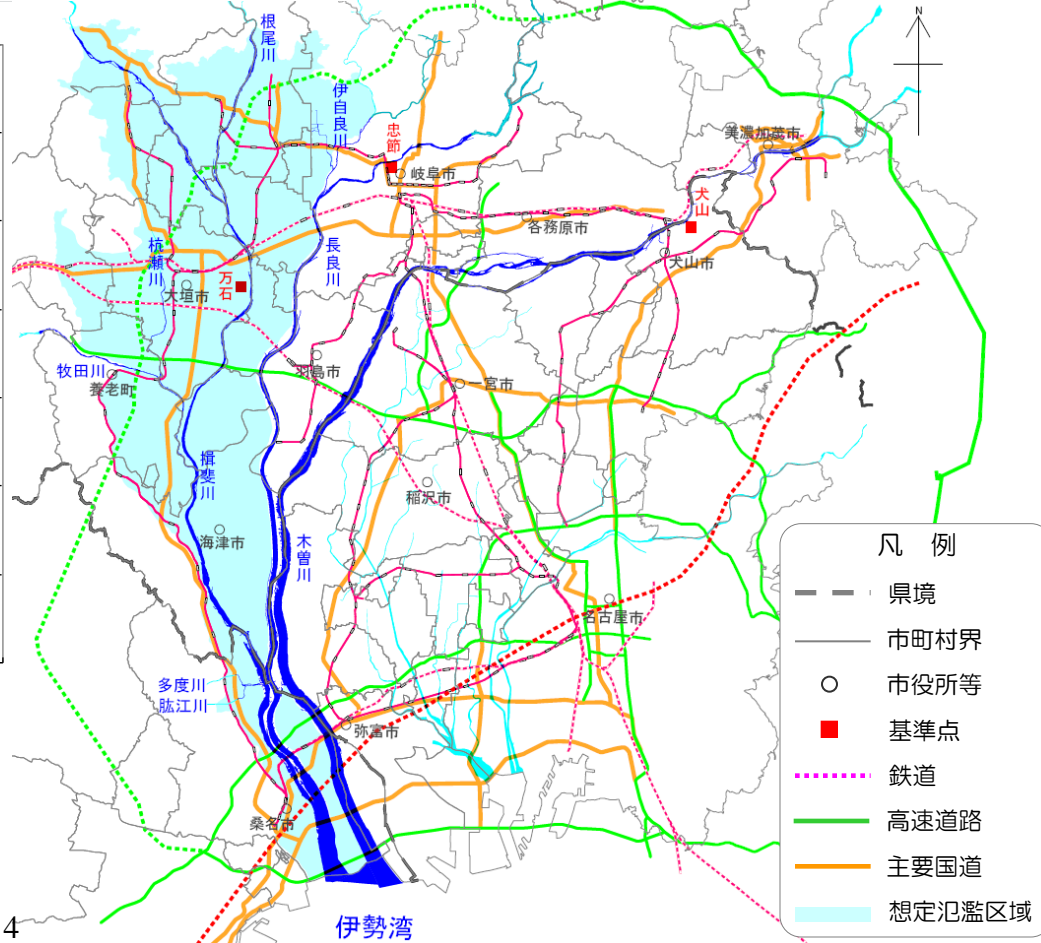 N
根尾川
伊自良川
忠節
岐阜市
美濃加茂市
犬山
各務原市
犬山市
杭瀬川
長良川
万石
大垣市
牧田川
養老町
羽島市
一宮市
揖斐川
稲沢市
海津市
木曽川
名古屋市
多度川
肱江川
弥富市
桑名市
伊勢湾
凡 例
県境
市町村界
市役所等
基準点
鉄道
高速道路
主要国道
想定氾濫区域
4